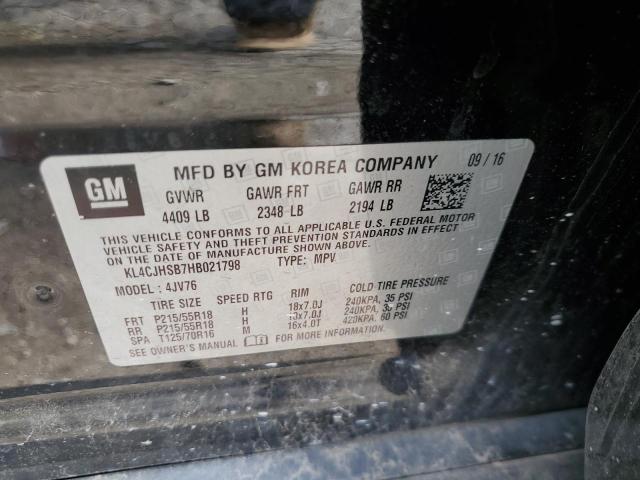 GM
MFD BY GM KOREA COMPANY 09/16
GVWR GAWR FRT GAWR RR
4409 LB 2348 LB 2194 LB
THIS VEHICLE CONFORMS TO ALL APPLICABLE U.S. FEDERAL MOTOR
VEHICLE SAFETY AND THEFT PREVENTION STANDARDS IN EFFECT
ON THE DATE OF MANUFACTURE SHOWN ABOVE.
KL4CJHSB7HB021798 TYPE: MPV
MODEL: 4JV76
TIRE SIZE SPEED RTG RIM COLD TIRE PRESSURE
FRT P215/55R18 H 18x7.0J 240KPA, 35 PSI
RR P215/55R18 H 18x7.0J 240KPA, 35 PSI
SPA T125/70R16 M 16x4.0T 420KPA, 60 PSI
SEE OWNER'S MANUAL FOR MORE INFORMATION.